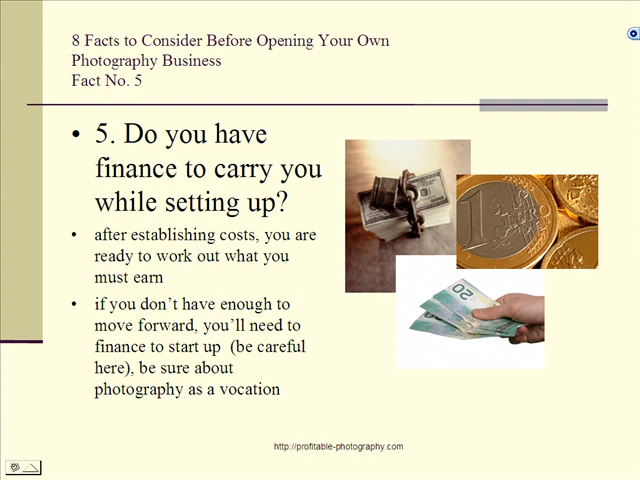 8 Facts to Consider Before Opening Your Own
Photography Business
Fact No. 5
• 5. Do you have
finance to carry you
while setting up?
• after establishing costs, you are
ready to work out what you
must earn
• if you don't have enough to
move forward, you'll need to
finance to start up  (be careful
here), be sure about
photography as a vocation
1
EURO
20
http://profitable-photography.com